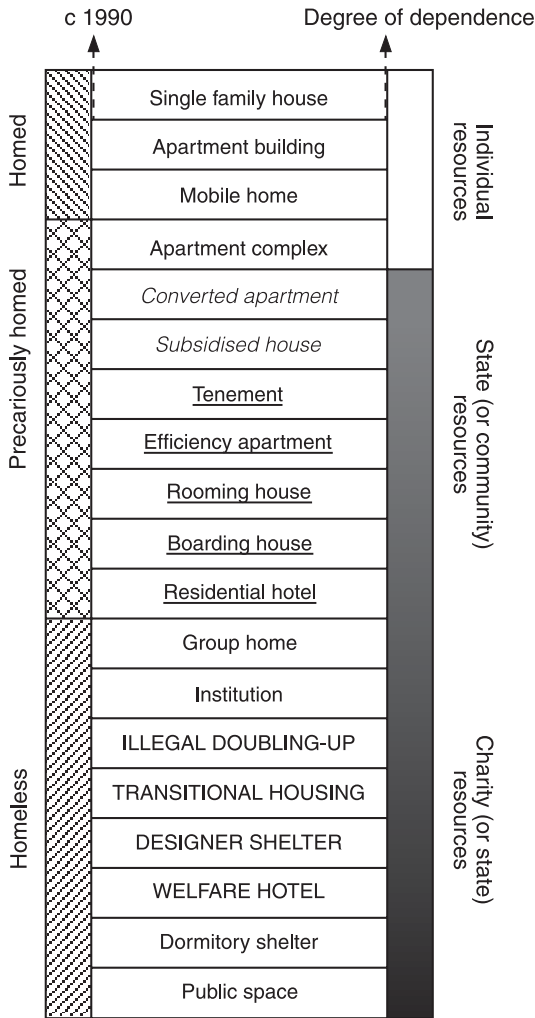 c 1990
Degree of dependence
Homed
Precariously homed
Homeless
Single family house
Apartment building
Mobile home
Apartment complex
Converted apartment
Subsidised house
Tenement
Efficiency apartment
Rooming house
Boarding house
Residential hotel
Group home
Institution
ILLEGAL DOUBLING-UP
TRANSITIONAL HOUSING
DESIGNER SHELTER
WELFARE HOTEL
Dormitory shelter
Public space
Individual
resources
State (or community)
resources
Charity (or state)
resources